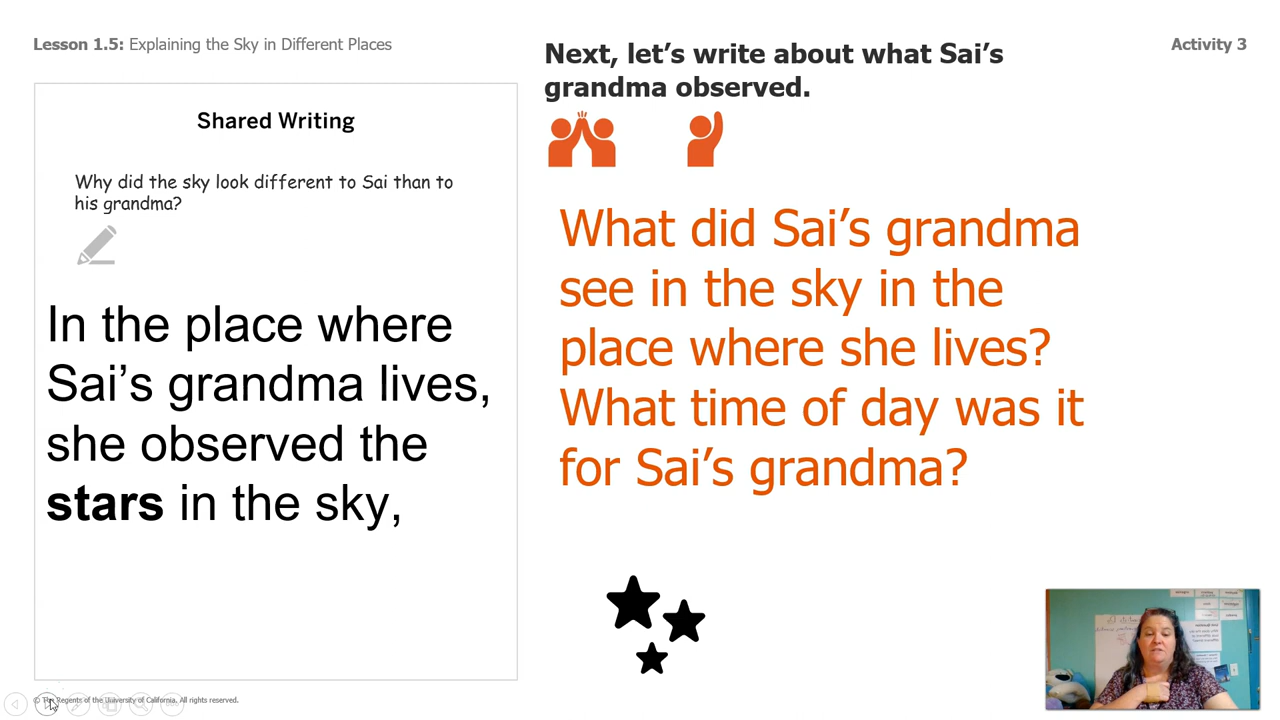 Lesson 1.5: Explaining the Sky in Different Places
Activity 3
Next, let's write about what Sai's
grandma observed.
Shared Writing
Why did the sky look different to Sai than to
his grandma?
In the place where
Sai's grandma lives,
she observed the
stars in the sky,
What did Sai's grandma
see in the sky in the
place where she lives?
What time of day was it
for Sai's grandma?
© The Regents of the University of California. All rights reserved.